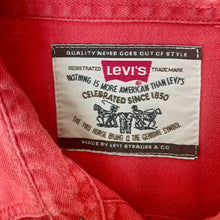 QUALITY NEVER GOES OUT OF STYLE
REGISTERED LEVI'S TRADEMARK
NOTHING IS MORE AMERICAN THAN LEVI'S
CELEBRATED SINCE 1850
THE TWO HORSE BRAND IS THE GENUINE SYMBOL
MADE BY LEVI STRAUSS & CO